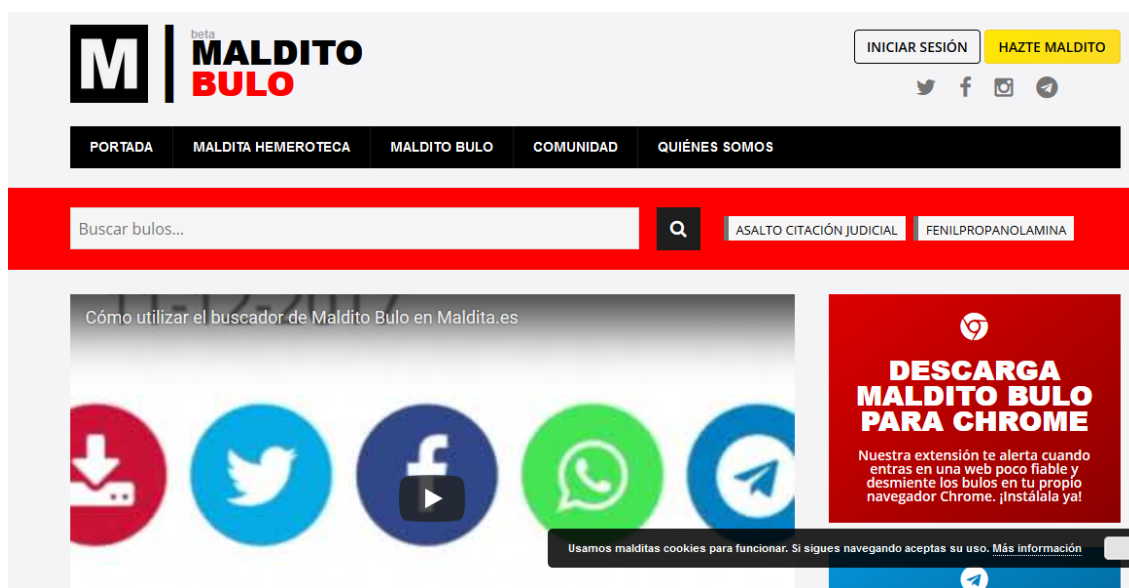 beta
M
MALDITO
BULO
INICIAR SESIÓN
HAZTE MALDITO
PORTADA
MALDITA HEMEROTECA
MALDITO BULO
COMUNIDAD
QUIÉNES SOMOS
Buscar bulos...
ASALTO CITACIÓN JUDICIAL
FENILPROPANOLAMINA
11-12-2017
Cómo utilizar el buscador de Maldito Bulo en Maldita.es
DESCARGA
MALDITO BULO
PARA CHROME
Nuestra extensión te alerta cuando
entras en una web poco fiable y
desmiente los bulos en tu propio
navegador Chrome. ¡Instálala ya!
Usamos malditas cookies para funcionar. Si sigues navegando aceptas su uso. Más información